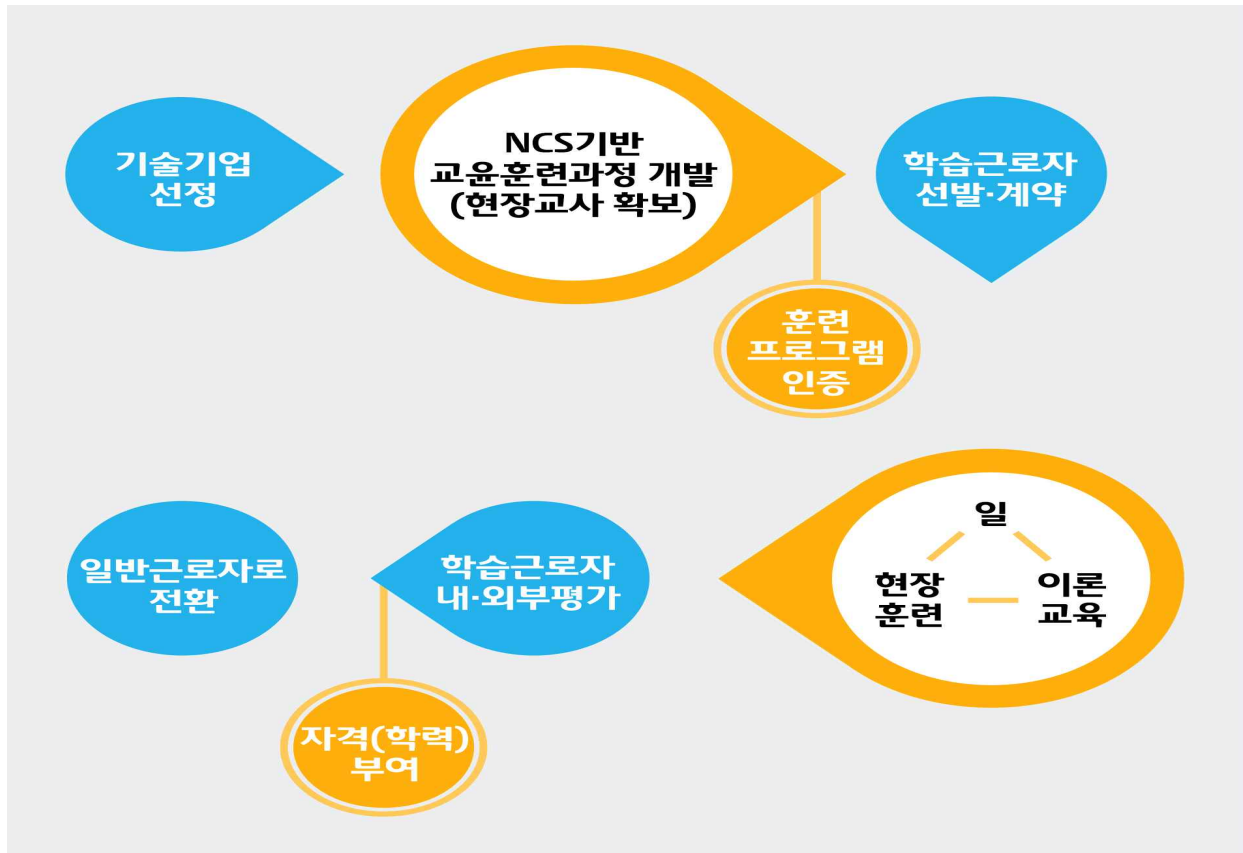 기술기업
선정
NCS기반
교윤훈련과정 개발
(현장교사 확보)
학습근로자
선발·계약
훈련
프로그램
인증
일
현장
훈련
이론
교육
학습근로자
내·외부평가
자격(학력)
부여
일반근로자로
전환